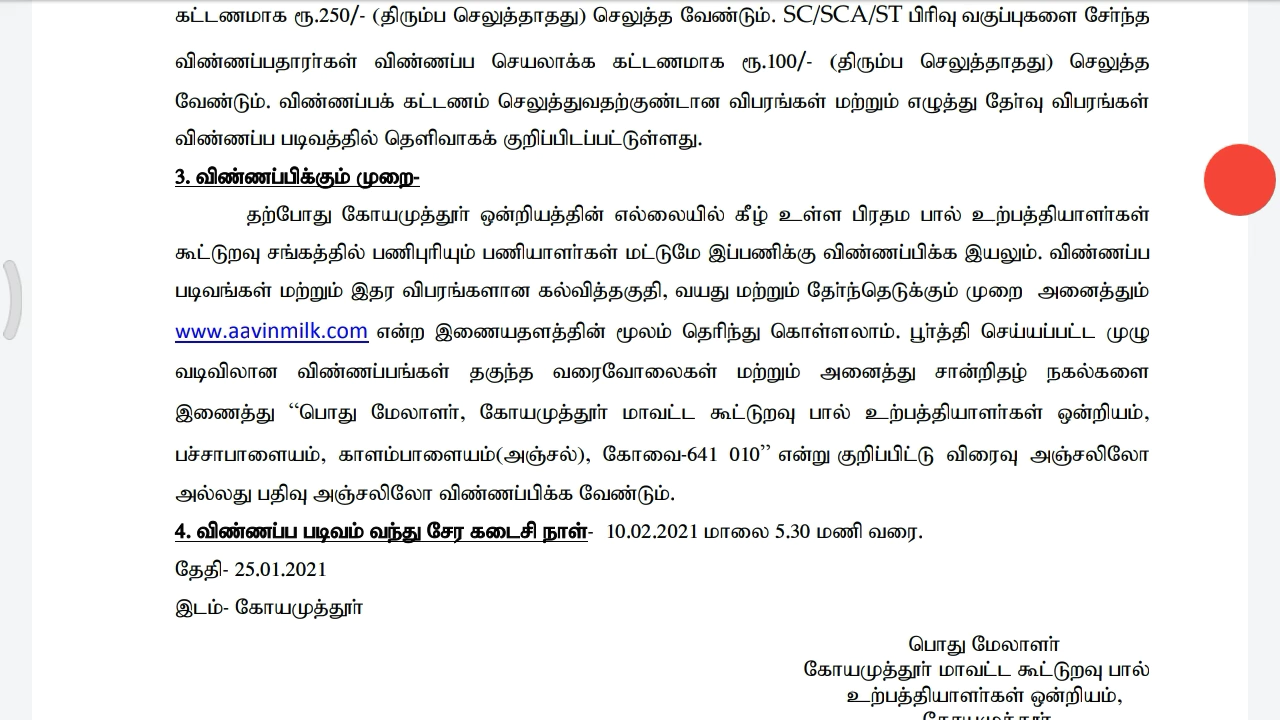 கட்டணமாக ரூ.250/- (திரும்ப செலுத்தாதது) செலுத்த வேண்டும். SC/SCA/ST பிரிவு வகுப்புகளை சேர்ந்த
விண்ணப்பதாரர்கள் விண்ணப்ப செயலாக்க கட்டணமாக ரூ.100/- (திரும்ப செலுத்தாதது) செலுத்த
வேண்டும். விண்ணப்பக் கட்டணம் செலுத்துவதற்குண்டான விபரங்கள் மற்றும் எழுத்து தேர்வு விபரங்கள்
விண்ணப்ப படிவத்தில் தெளிவாகக் குறிப்பிடப்பட்டுள்ளது.
3. விண்ணப்பிக்கும் முறை-
தற்போது கோயமுத்தூர் ஒன்றியத்தின் எல்லையில் கீழ் உள்ள பிரதம பால் உற்பத்தியாளர்கள்
கூட்டுறவு சங்கத்தில் பணிபுரியும் பணியாளர்கள் மட்டுமே இப்பணிக்கு விண்ணப்பிக்க இயலும். விண்ணப்ப
படிவங்கள் மற்றும் இதர விபரங்களான கல்வித்தகுதி, வயது மற்றும் தேர்ந்தெடுக்கும் முறை அனைத்தும்
www.aavinmilk.com என்ற இணையதளத்தின் மூலம் தெரிந்து கொள்ளலாம். பூர்த்தி செய்யப்பட்ட முழு
வடிவிலான விண்ணப்பங்கள் தகுந்த வரைவோலைகள் மற்றும் அனைத்து சான்றிதழ் நகல்களை
இணைத்து “பொது மேலாளர், கோயமுத்தூர் மாவட்ட கூட்டுறவு பால் உற்பத்தியாளர்கள் ஒன்றியம்,
பச்சாபாளையம், காளம்பாளையம்(அஞ்சல்), கோவை-641 010” என்று குறிப்பிட்டு விரைவு அஞ்சலிலோ
அல்லது பதிவு அஞ்சலிலோ விண்ணப்பிக்க வேண்டும்.
4. விண்ணப்ப படிவம் வந்து சேர கடைசி நாள்- 10.02.2021 மாலை 5.30 மணி வரை.
தேதி- 25.01.2021
இடம்- கோயமுத்தூர்
பொது மேலாளர்
கோயமுத்தூர் மாவட்ட கூட்டுறவு பால்
உற்பத்தியாளர்கள் ஒன்றியம்,
கோயமுத்தூர்